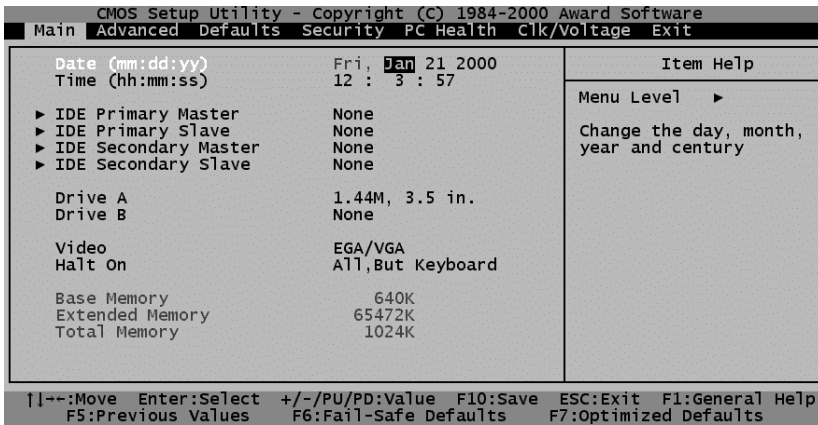 CMOS Setup Utility - Copyright (C) 1984-2000 Award Software
Main Advanced Defaults Security PC Health Clk/Voltage Exit
Date (mm:dd:yy) Fri, Jan 21 2000
Time (hh:mm:ss) 12 : 3 : 57
▶ IDE Primary Master None
▶ IDE Primary Slave None
▶ IDE Secondary Master None
▶ IDE Secondary Slave None
Drive A 1.44M, 3.5 in.
Drive B None
Video EGA/VGA
Halt On All,But Keyboard
Base Memory 640K
Extended Memory 65472K
Total Memory 1024K
Item Help
Menu Level ▶
Change the day, month,
year and century
↑↓→←:Move Enter:Select +/-/PU/PD:Value F10:Save ESC:Exit F1:General Help
F5:Previous Values F6:Fail-Safe Defaults F7:Optimized Defaults